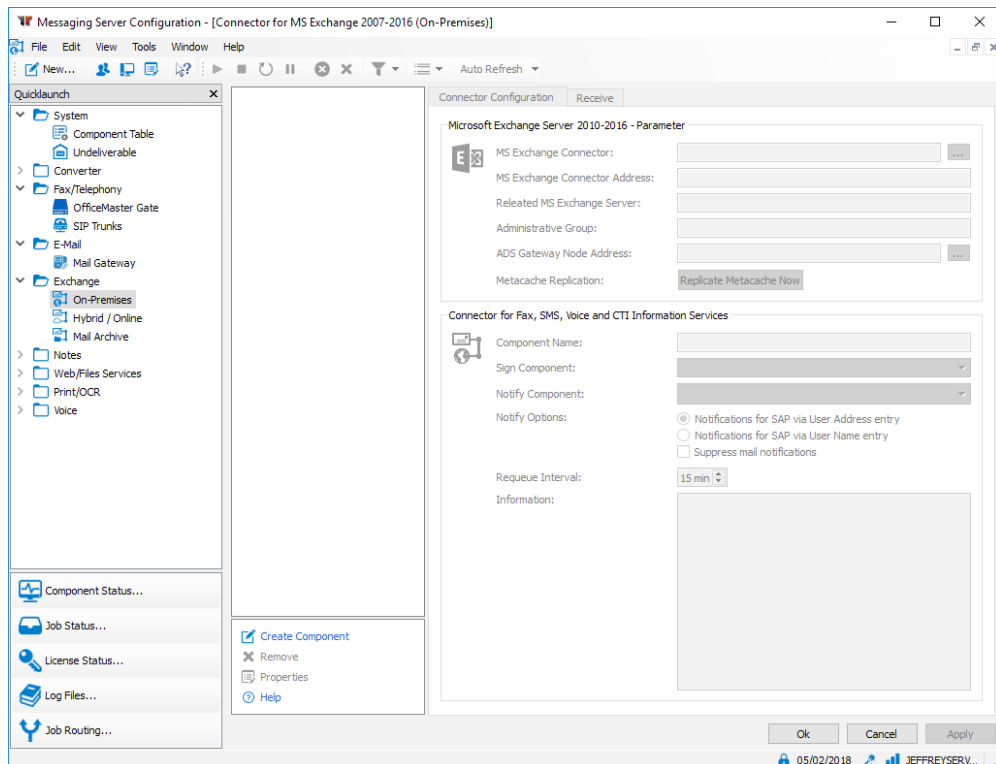 Messaging Server Configuration - [Connector for MS Exchange 2007-2016 (On-Premises)]
File Edit View Tools Window Help
New... Auto Refresh
Quicklaunch
System
Component Table
Undeliverable
Converter
Fax/Telephony
OfficeMaster Gate
SIP Trunks
E-Mail
Mail Gateway
Exchange
On-Premises
Hybrid / Online
Mail Archive
Notes
Web/Files Services
Print/OCR
Voice
Component Status...
Job Status...
License Status...
Log Files...
Job Routing...
Create Component
Remove
Properties
Help
Connector Configuration Receive
Microsoft Exchange Server 2010-2016 - Parameter
MS Exchange Connector: ...
MS Exchange Connector Address:
Releated MS Exchange Server:
Administrative Group:
ADS Gateway Node Address: ...
Metacache Replication: Replicate Metacache Now
Connector for Fax, SMS, Voice and CTI Information Services
Component Name:
Sign Component:
Notify Component:
Notify Options: Notifications for SAP via User Address entry
Notifications for SAP via User Name entry
Suppress mail notifications
Requeue Interval: 15 min
Information:
Ok Cancel Apply
05/02/2018 JEFFREYSERV...